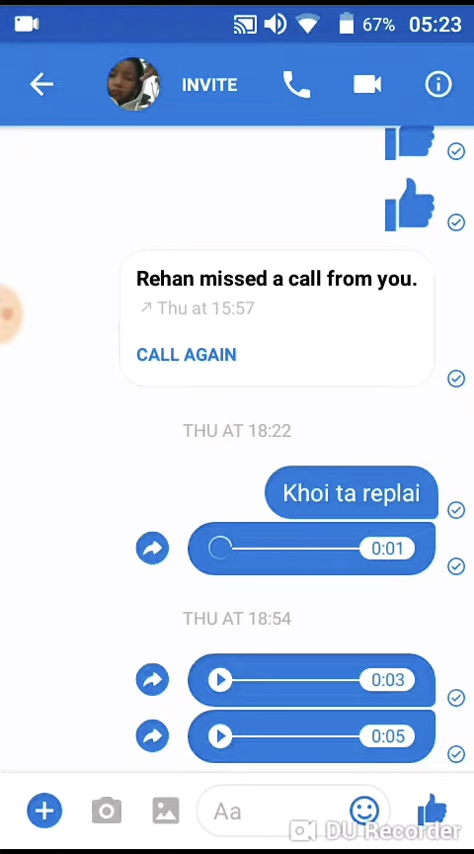 67% 05:23
INVITE
Rehan missed a call from you.
Thu at 15:57
CALL AGAIN
THU AT 18:22
Khoi ta replai
0:01
THU AT 18:54
0:03
0:05
Aa
DU Recorder